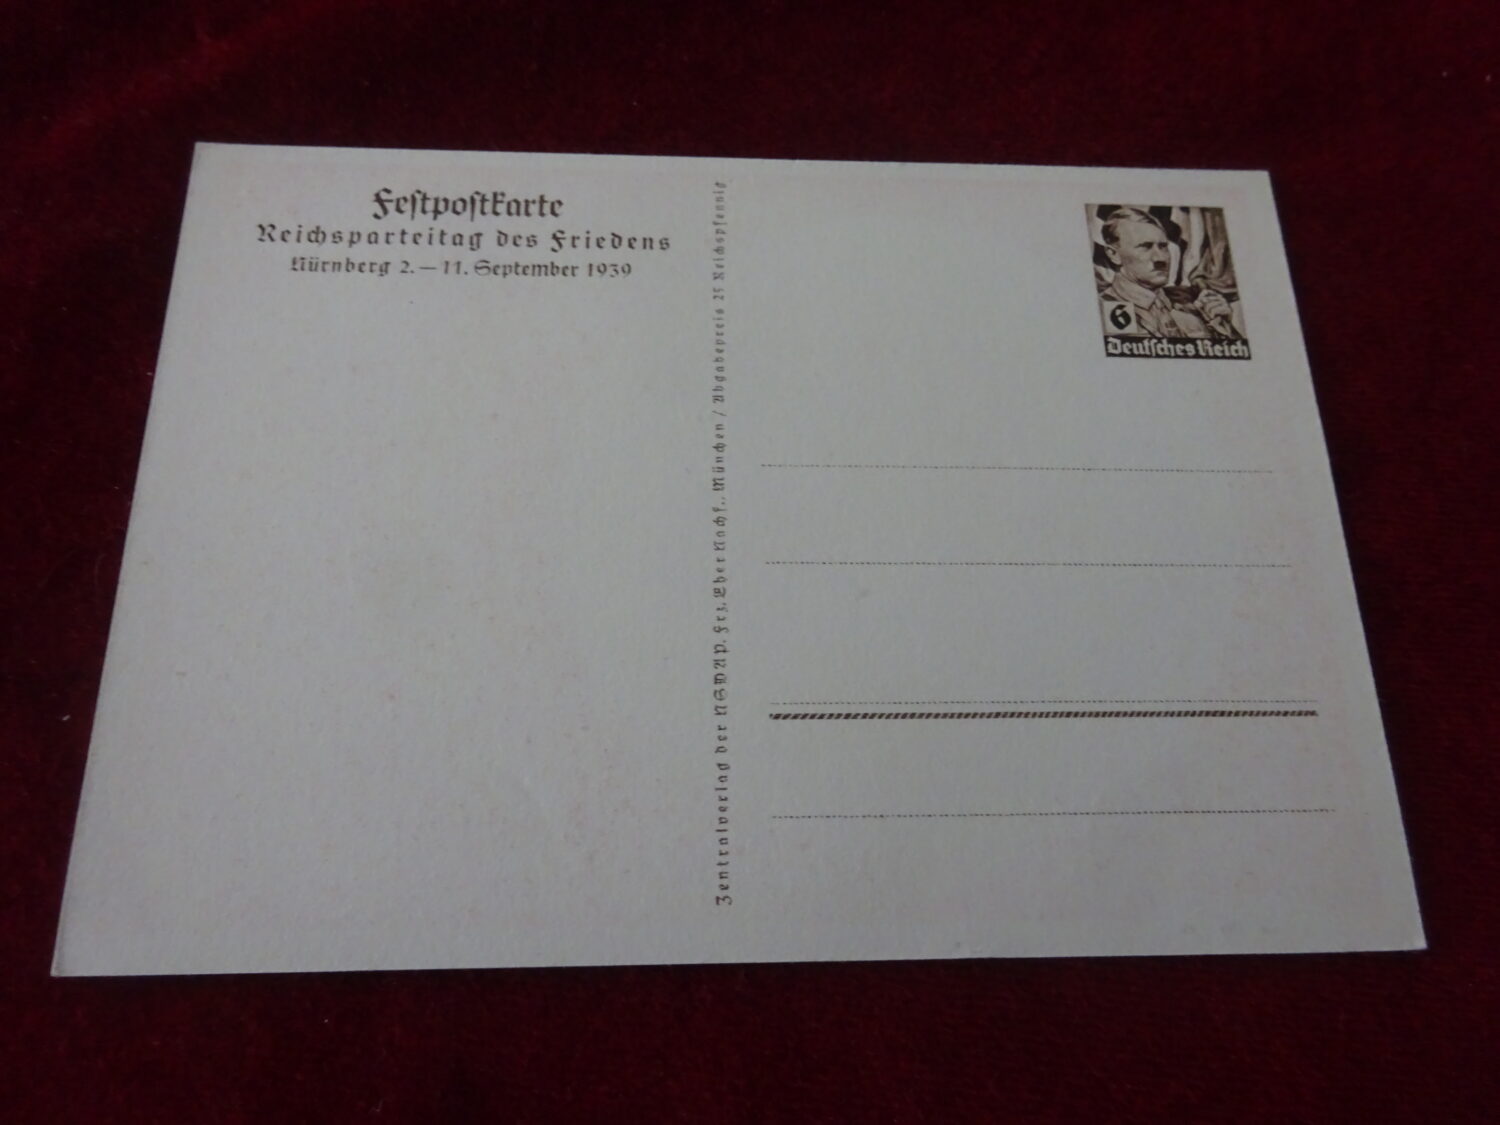 Festpostkarte
Reichsparteitag des Friedens
Nürnberg 2.—11. September 1939
Zentralverlag der NSDAP. Frz. Eher Nachf., München / Abgabepreis 25 Reichspfennig
6
Deutsches Reich